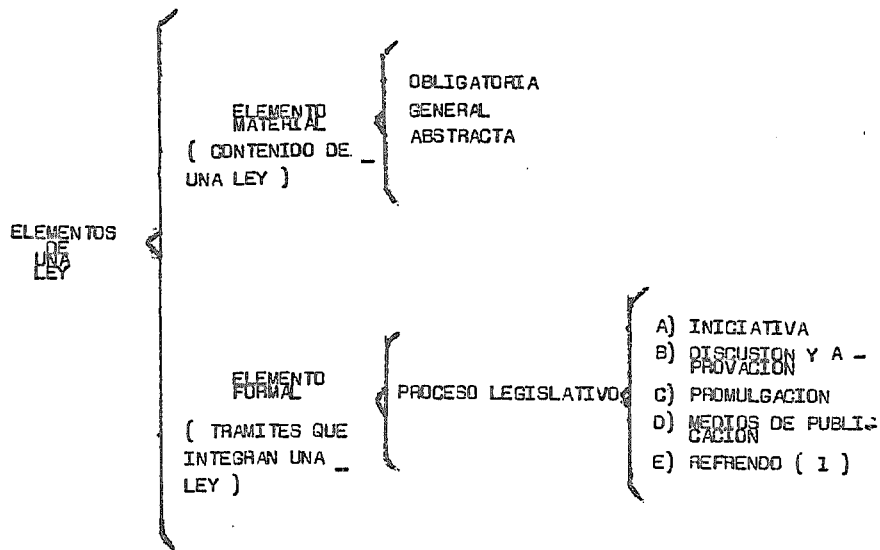 ELEMENTOS
DE
UNA
LEY
ELEMENTO
MATERIAL
( CONTENIDO DE _
UNA LEY )
OBLIGATORIA
GENERAL
ABSTRACTA
ELEMENTO
FORMAL
( TRAMITES QUE
INTEGRAN UNA _
LEY )
PROCESO LEGISLATIVO
A) INICIATIVA
B) DISCUSION Y A -
PROVACION
C) PROMULGACION
D) MEDIOS DE PUBLI-
CACION
E) REFRENDO ( 1 )